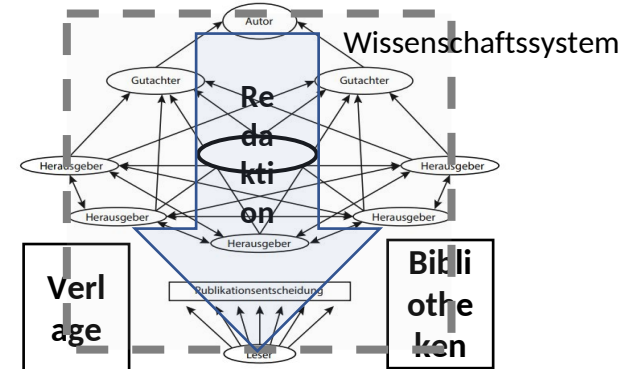 Autor
Wissenschaftssystem
Gutachter
Gutachter
Re
da
kti
on
Herausgeber
Herausgeber
Herausgeber
Herausgeber
Herausgeber
Verl
age
Bibli
othe
ken
Publikationsentscheidung
Leser